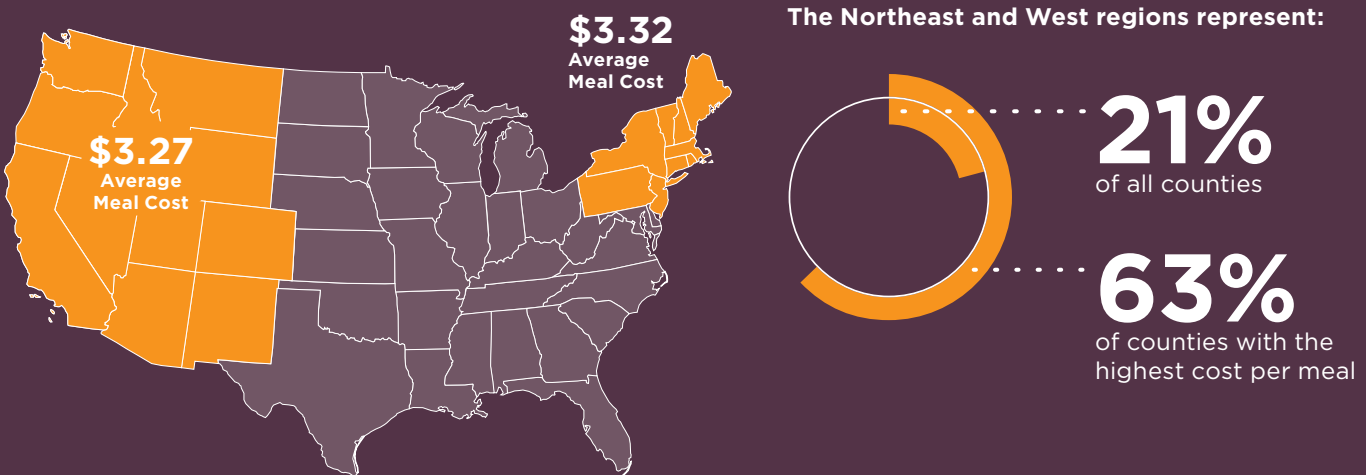 $3.32
Average
Meal Cost
$3.27
Average
Meal Cost
The Northeast and West regions represent:
21%
of all counties
63%
of counties with the
highest cost per meal